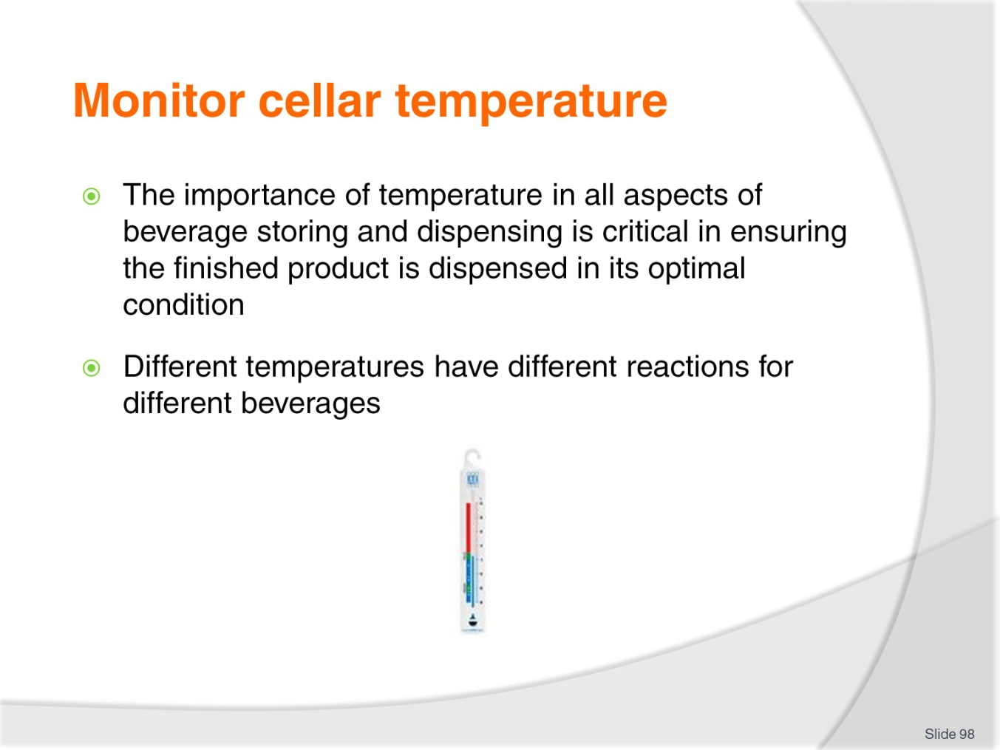 Monitor cellar temperature
The importance of temperature in all aspects of
beverage storing and dispensing is critical in ensuring
the finished product is dispensed in its optimal
condition
Different temperatures have different reactions for
different beverages
ETI
Slide 98